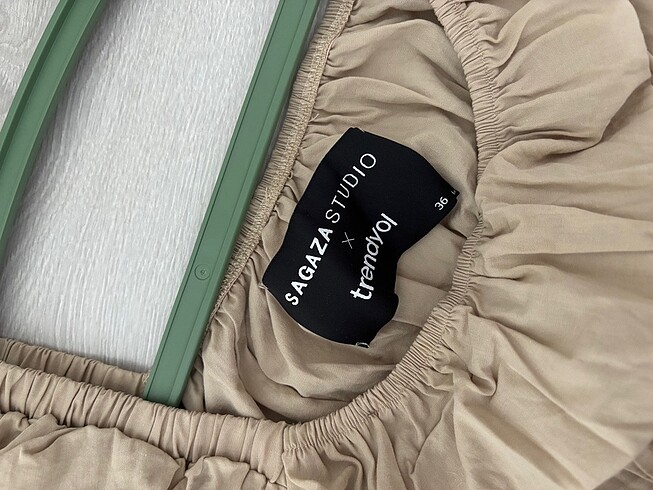 SAGAZA STUDIO
X
trendyol
36